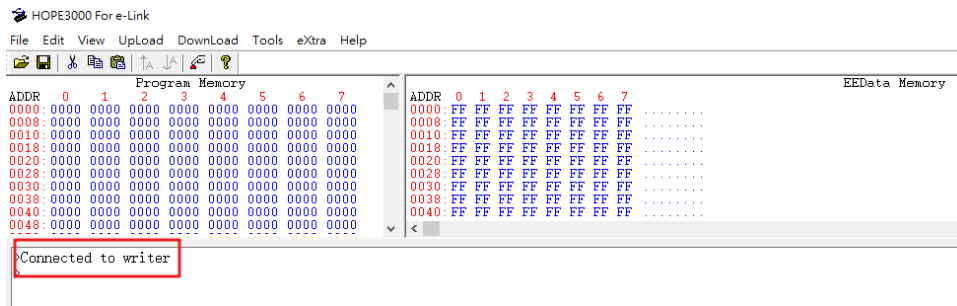 HOPE3000 For e-Link
File Edit View UpLoad DownLoad Tools eXtra Help
Program Memory
ADDR 0 1 2 3 4 5 6 7
0000:0000 0000 0000 0000 0000 0000 0000 0000
0008:0000 0000 0000 0000 0000 0000 0000 0000
0010:0000 0000 0000 0000 0000 0000 0000 0000
0018:0000 0000 0000 0000 0000 0000 0000 0000
0020:0000 0000 0000 0000 0000 0000 0000 0000
0028:0000 0000 0000 0000 0000 0000 0000 0000
0030:0000 0000 0000 0000 0000 0000 0000 0000
0038:0000 0000 0000 0000 0000 0000 0000 0000
0040:0000 0000 0000 0000 0000 0000 0000 0000
0048:0000 0000 0000 0000 0000 0000 0000 0000
EEData Memory
ADDR 0 1 2 3 4 5 6 7
0000:FF FF FF FF FF FF FF FF ........
0008:FF FF FF FF FF FF FF FF ........
0010:FF FF FF FF FF FF FF FF ........
0018:FF FF FF FF FF FF FF FF ........
0020:FF FF FF FF FF FF FF FF ........
0028:FF FF FF FF FF FF FF FF ........
0030:FF FF FF FF FF FF FF FF ........
0038:FF FF FF FF FF FF FF FF ........
0040:FF FF FF FF FF FF FF FF ........
>Connected to writer
>